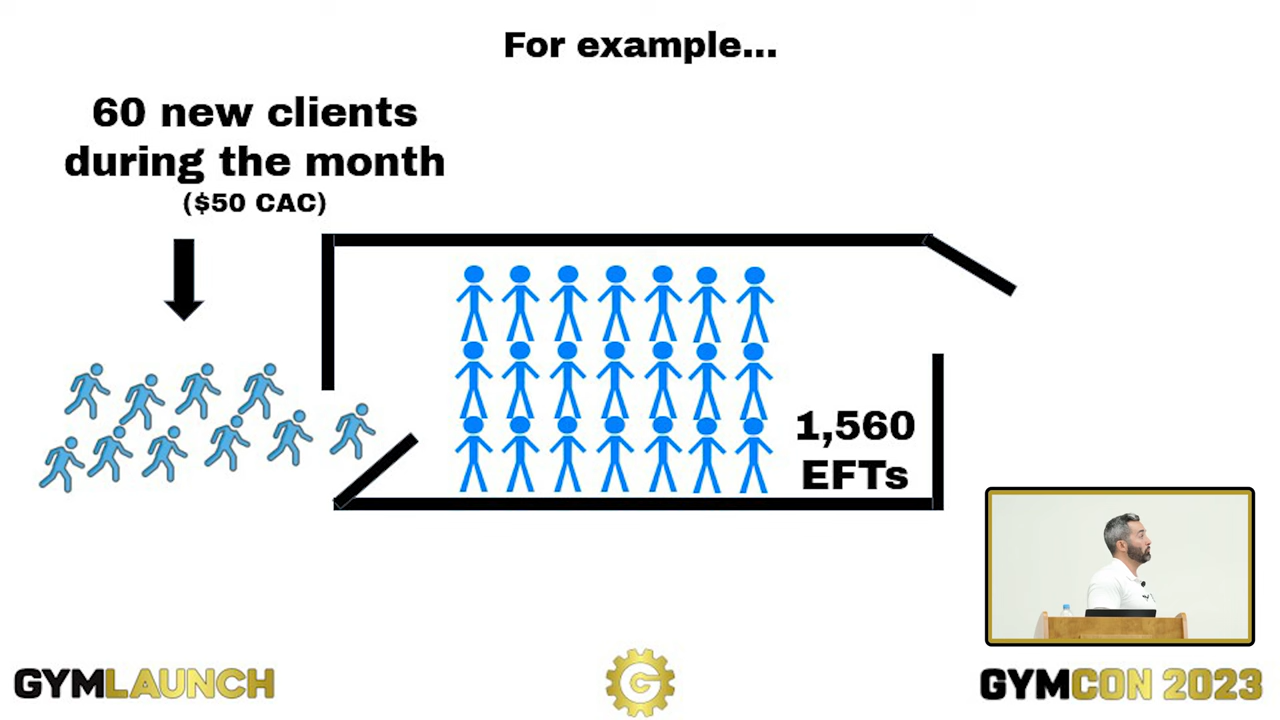 For example...
60 new clients
during the month
($50 CAC)
1,560
EFTs
GYMLAUNCH
G
GYMCON 2023